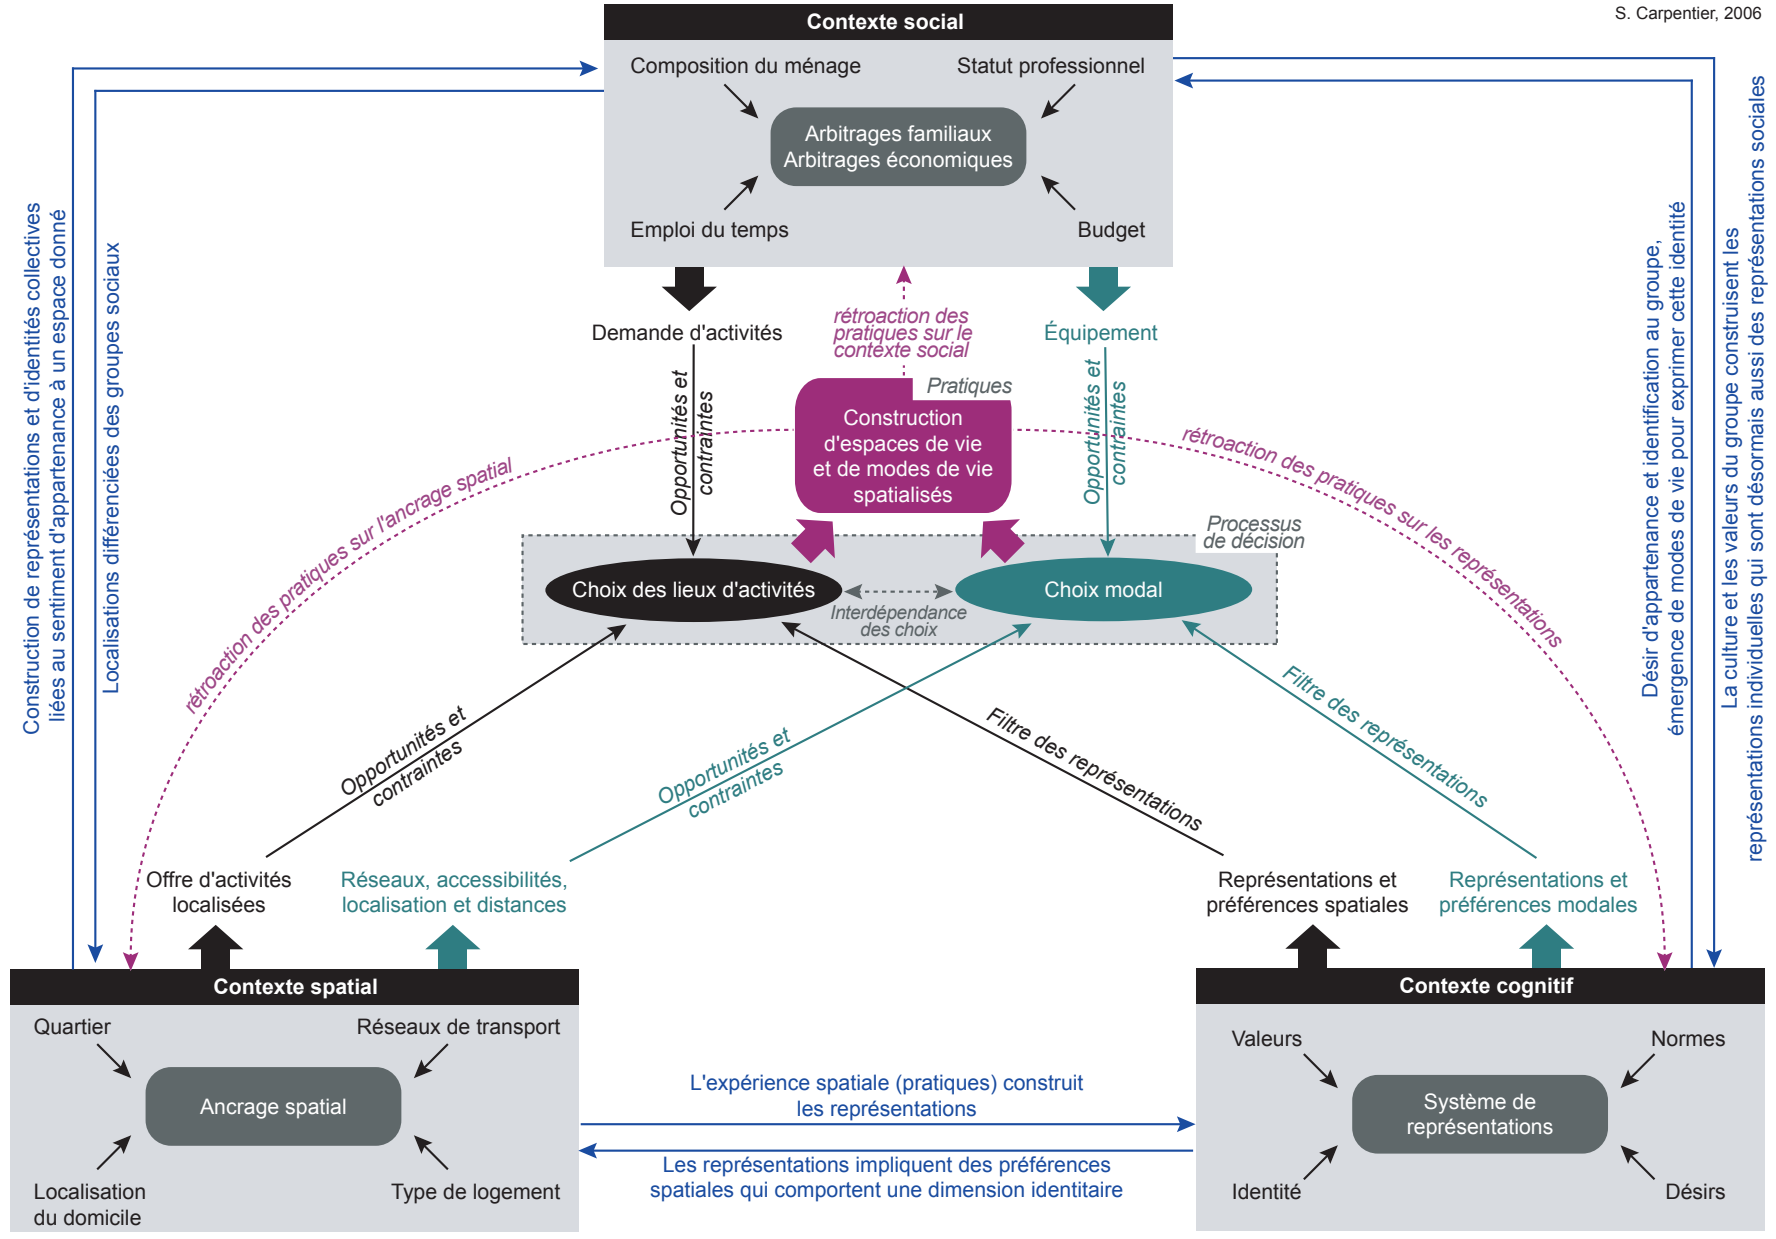 S. Carpentier, 2006
Contexte social
Composition du ménage
Statut professionnel
Arbitrages familiaux
Arbitrages économiques
Emploi du temps
Budget
Construction de représentations et d'identités collectives
liées au sentiment d'appartenance à un espace donné
Localisations différenciées des groupes sociaux
Désir d'appartenance et identification au groupe,
émergence de modes de vie pour exprimer cette identité
La culture et les valeurs du groupe construisent les
représentations individuelles qui sont désormais aussi des représentations sociales
Demande d'activités
rétroaction des
pratiques sur le
contexte social
Équipement
Opportunités et
contraintes
Pratiques
Construction
d'espaces de vie
et de modes de vie
spatialisés
Opportunités et
contraintes
rétroaction des pratiques sur l'ancrage spatial
rétroaction des pratiques sur les représentations
Processus
de décision
Choix des lieux d'activités
Interdépendance
des choix
Choix modal
Opportunités et
contraintes
Opportunités et
contraintes
Filtre des représentations
Filtre des représentations
Offre d'activités
localisées
Réseaux, accessibilités,
localisation et distances
Représentations et
préférences spatiales
Représentations et
préférences modales
Contexte spatial
Quartier
Réseaux de transport
Ancrage spatial
Localisation
du domicile
Type de logement
L'expérience spatiale (pratiques) construit
les représentations
Les représentations impliquent des préférences
spatiales qui comportent une dimension identitaire
Contexte cognitif
Valeurs
Normes
Système de
représentations
Identité
Désirs